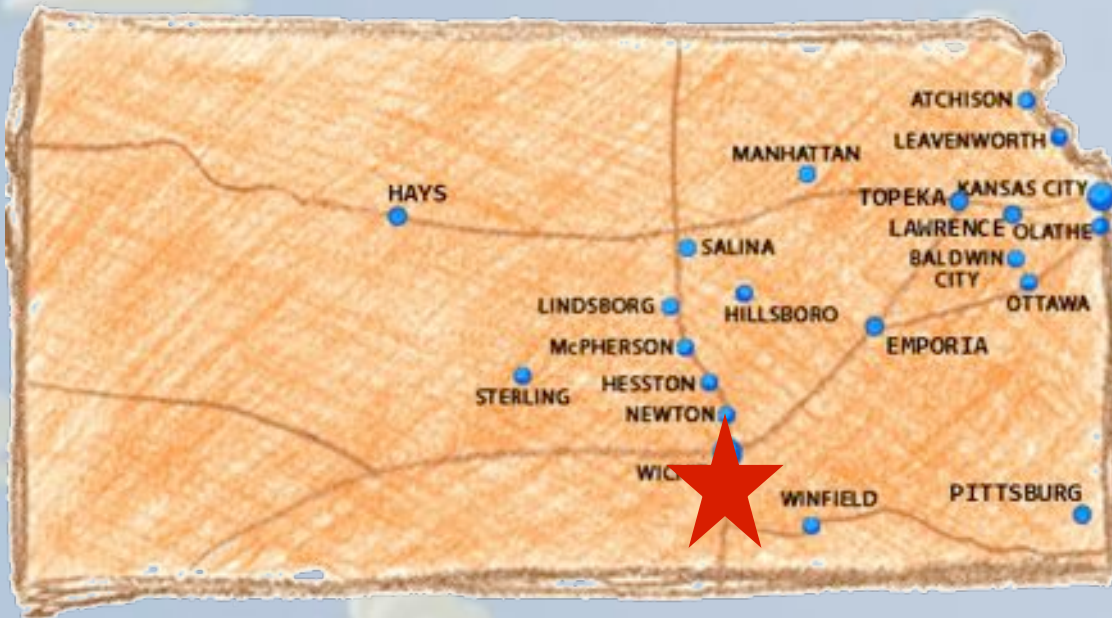 ATCHISON
LEAVENWORTH
MANHATTAN
HAYS
KANSAS CITY
TOPEKA
LAWRENCE
OLATHE
SALINA
BALDWIN
CITY
OTTAWA
LINDSBORG
HILLSBORO
McPHERSON
EMPORIA
HESSTON
STERLING
NEWTON
WINFIELD
PITTSBURG